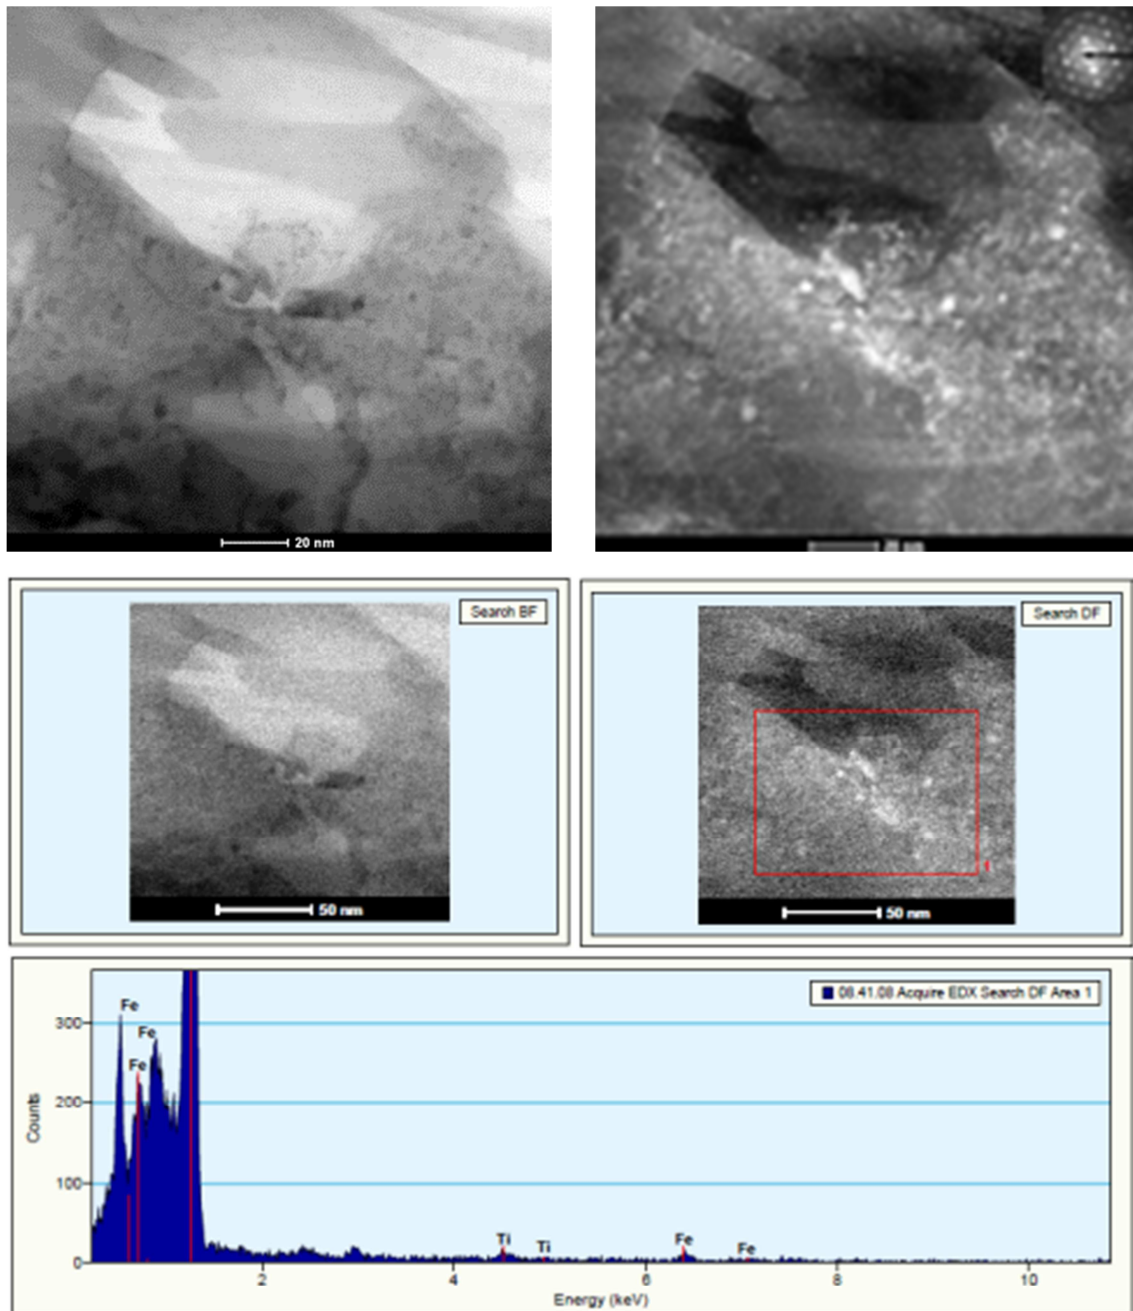 20 nm
Search BF
Search DF
50 nm
1
50 nm
08.41.08 Acquire EDX Search DF Area 1
Fe
Fe
Fe
Ti
Ti
Fe
Fe
300
200
100
0
Counts
2
4
6
8
10
Energy (keV)